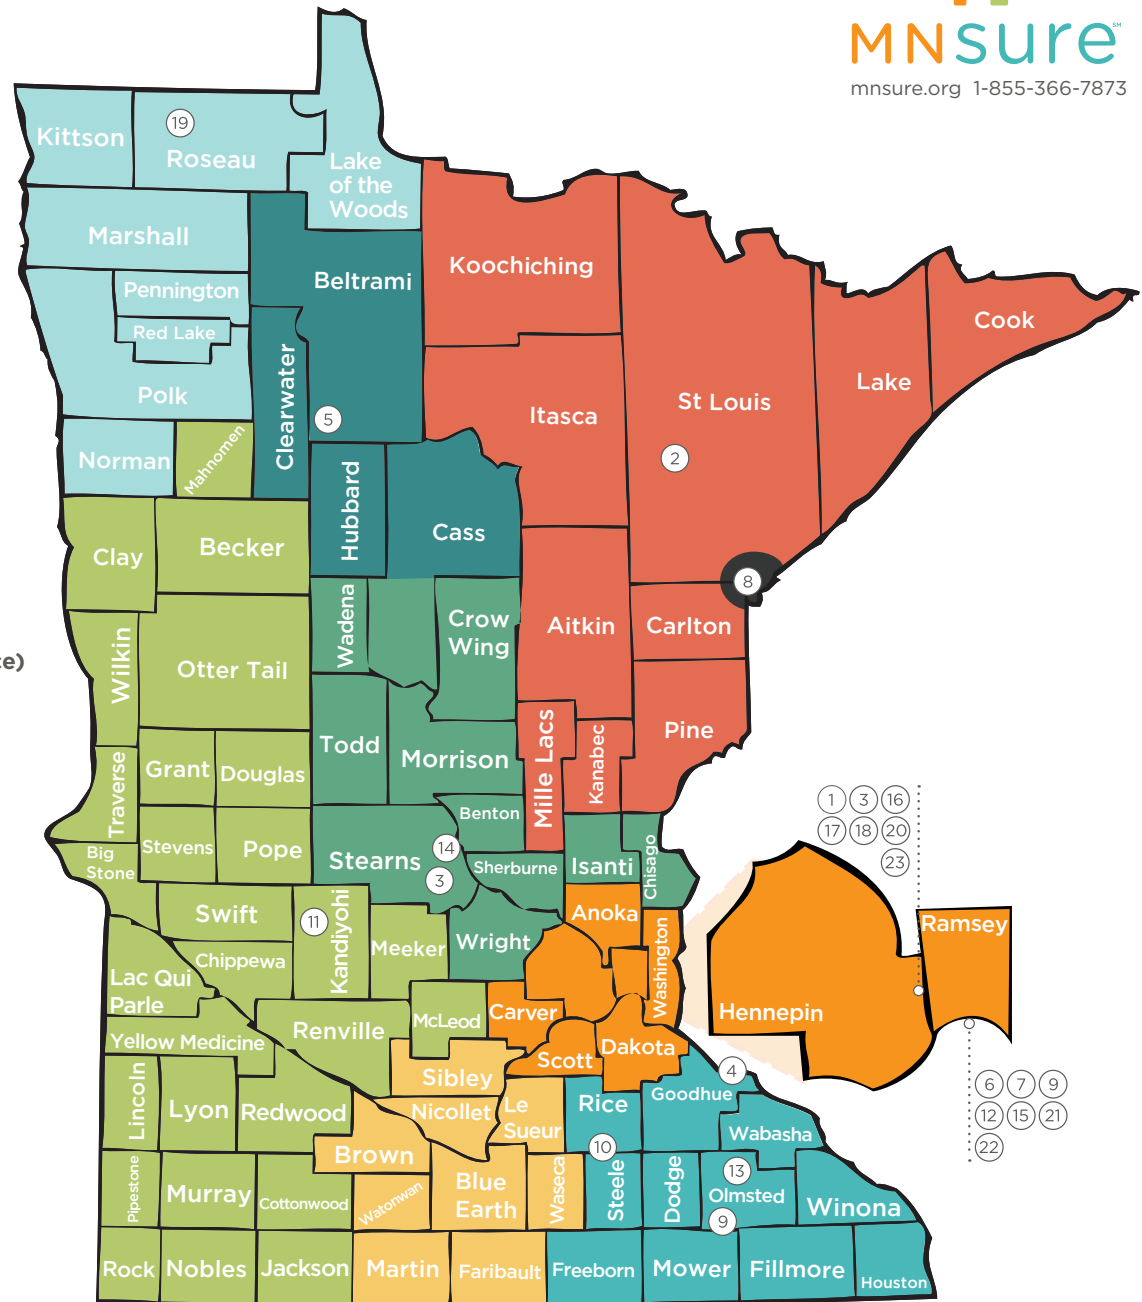 MNsure℠
mnsure.org 1-855-366-7873
Kittson
19
Roseau
Lake
of the
Woods
Marshall
Beltrami
Koochiching
Pennington
Red Lake
Cook
Polk
Clearwater
Lake
St Louis
Itasca
5
Norman
Mahnomen
2
Hubbard
Cass
Clay
Becker
8
Wadena
Crow
Wing
Aitkin
Carlton
ce)
Wilkin
Otter Tail
Todd
Morrison
Mille Lacs
Kanabec
Pine
Traverse
Grant
Douglas
Benton
1 3 16
17 18 20
23
Big
Stone
Stevens
Pope
Stearns
14
3
Sherburne
Isanti
Chisago
Swift
11
Kandiyohi
Meeker
Wright
Anoka
Washington
Ramsey
Chippewa
Lac Qui
Parle
Renville
McLeod
Carver
Hennepin
Yellow Medicine
Scott
Dakota
Sibley
4
Goodhue
6 7 9
12 15 21
22
Lincoln
Lyon
Redwood
Nicollet
Le
Sueur
Rice
Wabasha
Brown
10
Pipestone
Murray
Cottonwood
Watonwan
Blue
Earth
Waseca
Steele
Dodge
13
Olmsted
9
Winona
Rock
Nobles
Jackson
Martin
Faribault
Freeborn
Mower
Fillmore
Houston